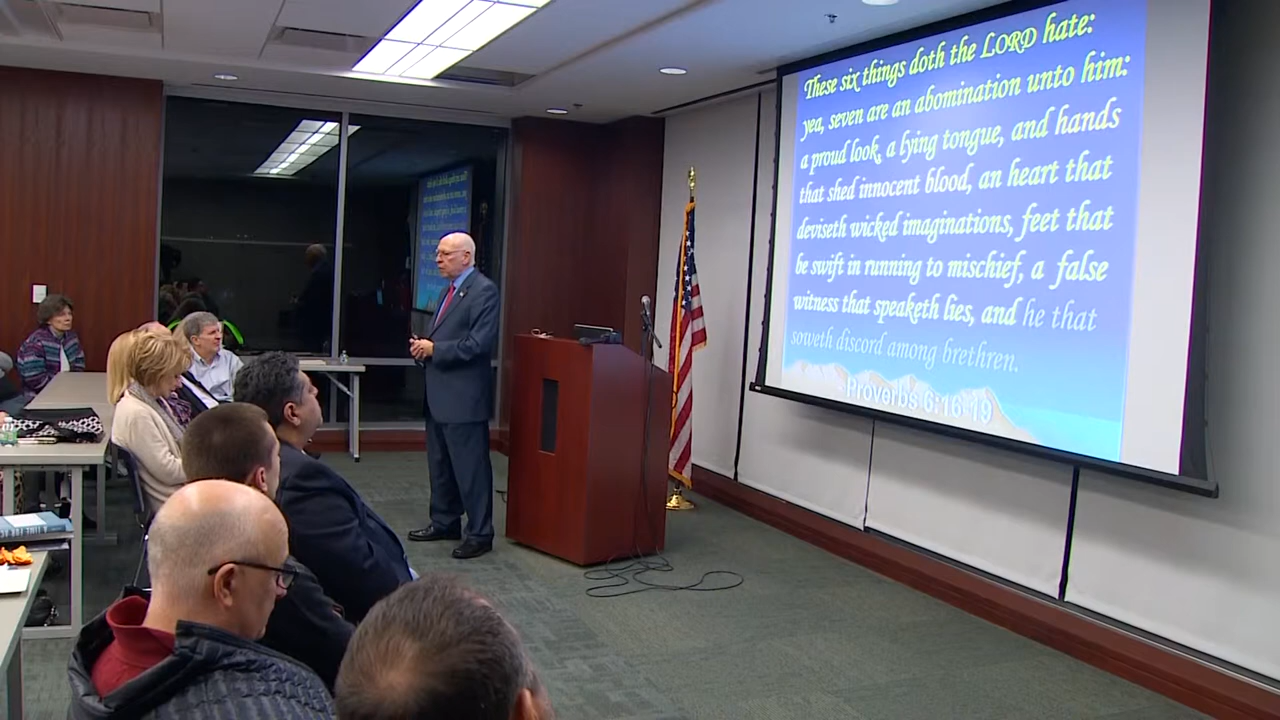 These six things doth the LORD hate:
yea, seven are an abomination unto him:
a proud look, a lying tongue, and hands
that shed innocent blood, an heart that
deviseth wicked imaginations, feet that
be swift in running to mischief, a false
witness that speaketh lies, and he that
soweth discord among brethren.
Proverbs 6:16-19